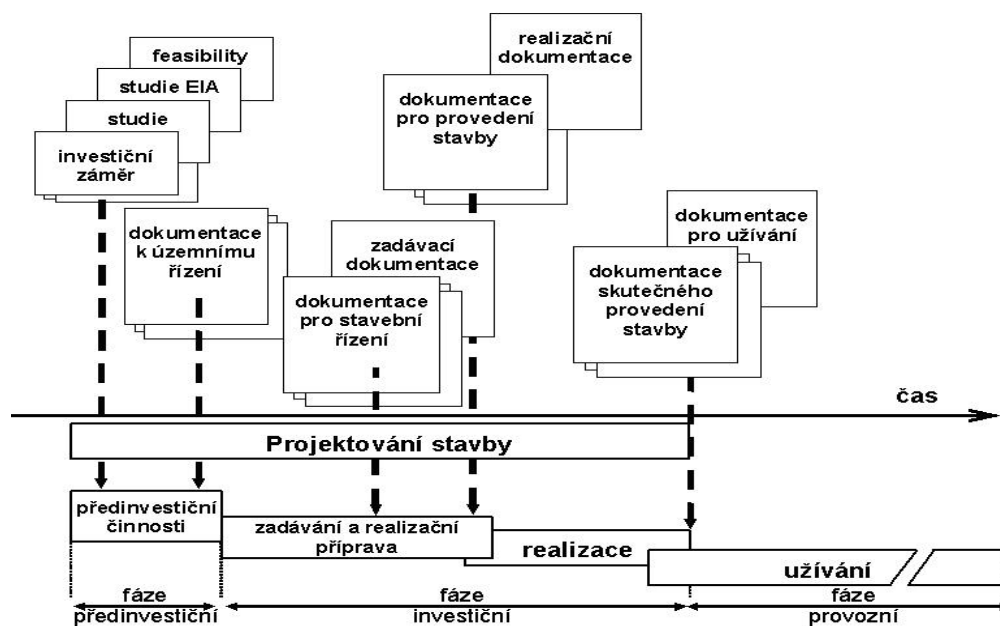 feasibility
studie EIA
studie
investiční
záměr
realizační
dokumentace
dokumentace
pro provedení
stavby
dokumentace
k územnímu
řízení
zadávací
dokumentace
dokumentace
pro stavební
řízení
dokumentace
pro užívání
dokumentace
skutečného
provedení
stavby
čas
Projektování stavby
předinvestiční
činnosti
zadávání a realizační
příprava
realizace
užívání
fáze
předinvestiční
fáze
investiční
fáze
provozní